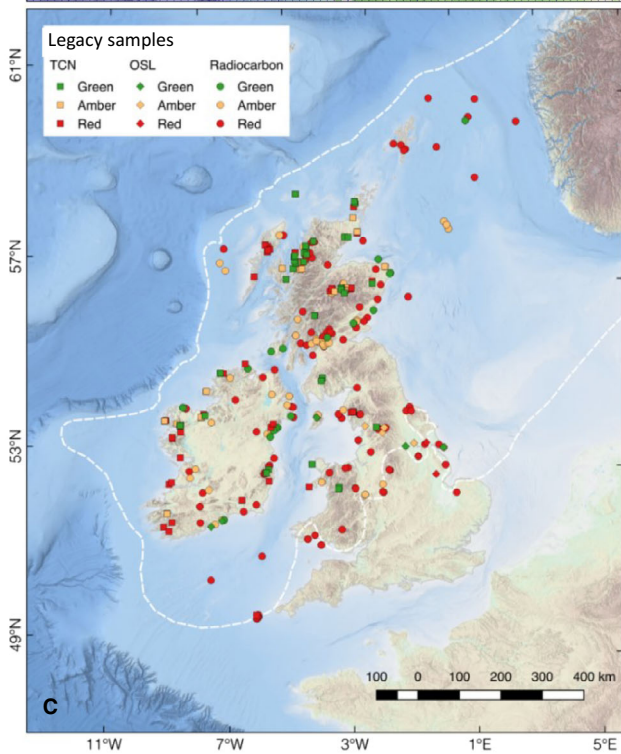 Legacy samples
TCN OSL Radiocarbon
Green Green Green
Amber Amber Amber
Red Red Red
61°N
57°N
53°N
49°N
100 0 100 200 300 400 km
C
11°W 7°W 3°W 1°E 5°E